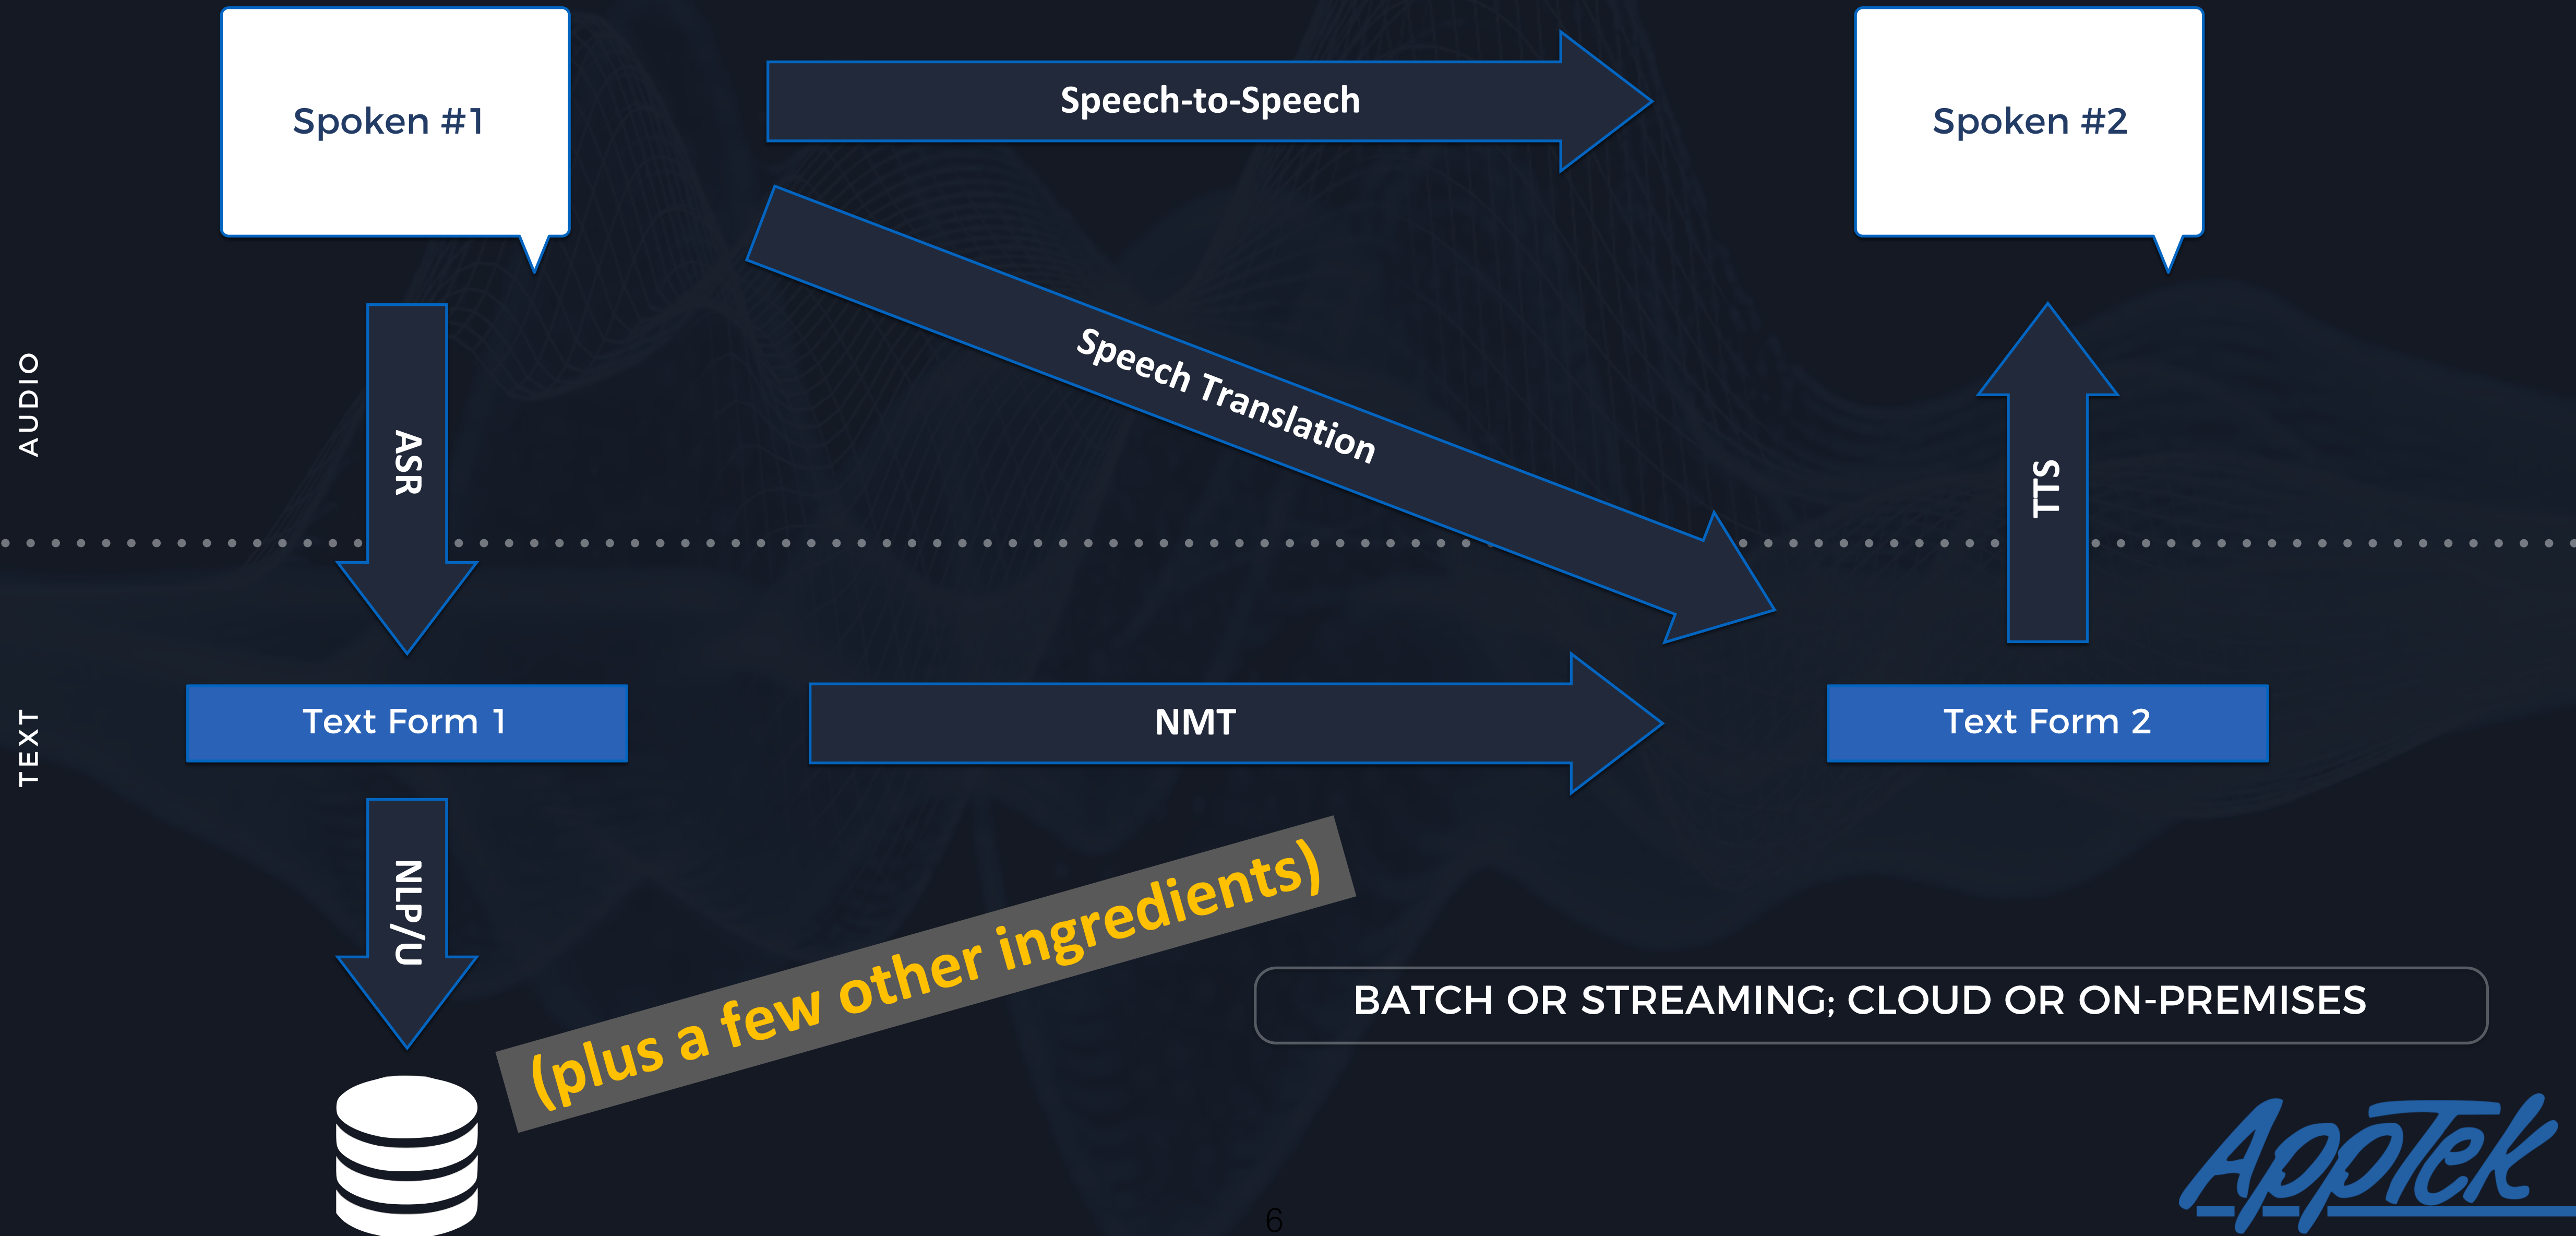 Spoken #1
Speech-to-Speech
Spoken #2
AUDIO
ASR
Speech Translation
TTS
TEXT
Text Form 1
NMT
Text Form 2
NLP/U
(plus a few other ingredients)
BATCH OR STREAMING; CLOUD OR ON-PREMISES
AppTek
6